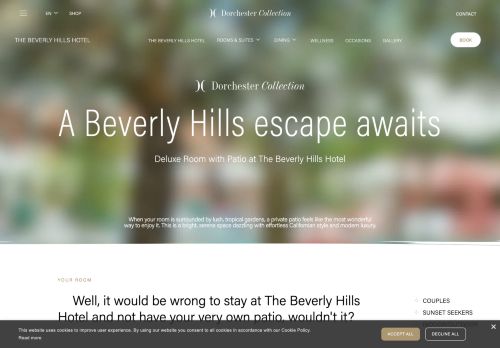 EN
SHOP
Dorchester Collection
CONTACT
THE BEVERLY HILLS HOTEL
THE BEVERLY HILLS HOTEL
ROOMS & SUITES
DINING
WELLNESS
OCCASIONS
GALLERY
BOOK
Dorchester Collection
A Beverly Hills escape awaits
Deluxe Room with Patio at The Beverly Hills Hotel
When your room is surrounded by lush, tropical gardens, a private patio feels like the most wonderful
way to enjoy it. This is a bright, serene space dazzling with effortless Californian style and modern luxury.
YOUR ROOM
Well, it would be wrong to stay at The Beverly Hills
Hotel and not have your very own patio, wouldn't it?
COUPLES
SUNSET SEEKERS
This website uses cookies to improve user experience. By using our website you consent to all cookies in accordance with our Cookie Policy.
Read more
ACCEPT ALL
DECLINE ALL